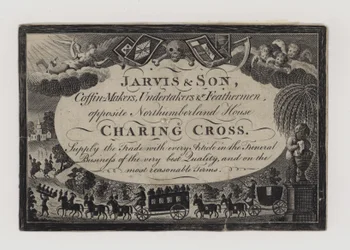 JARVIS & SON,
Coffin Makers, Undertakers & Feathermen,
opposite Northumberland House
CHARING CROSS.
Supply the Trade with every Article in the Funeral
Business of the very best Quality, and on the
most reasonable Terms.